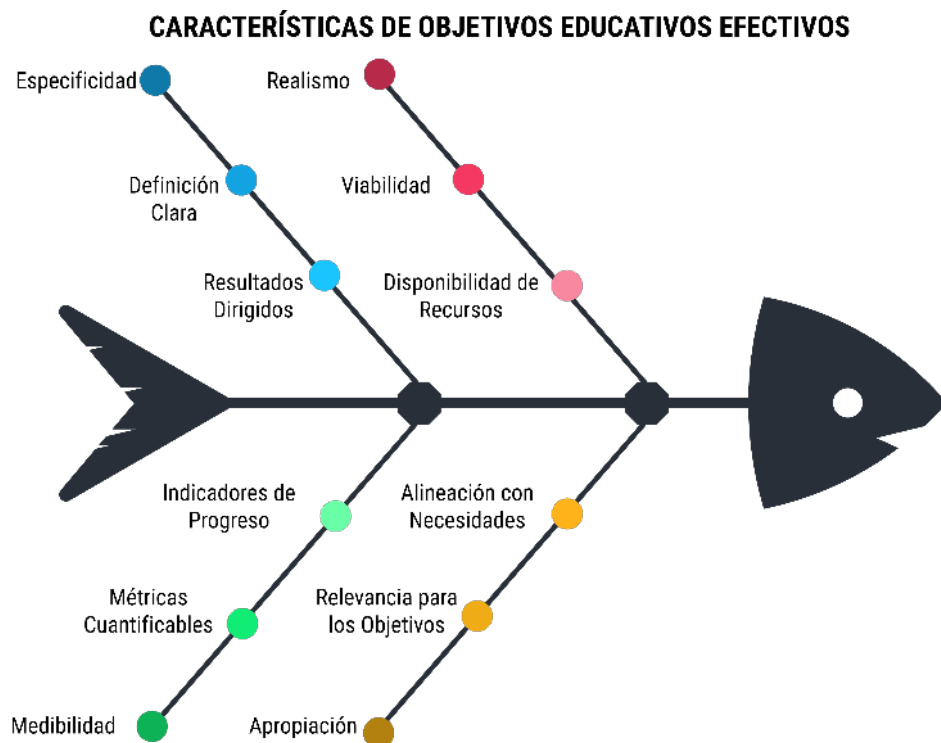 CARACTERÍSTICAS DE OBJETIVOS EDUCATIVOS EFECTIVOS
Especificidad
Definición
Clara
Resultados
Dirigidos
Realismo
Viabilidad
Disponibilidad de
Recursos
Indicadores de
Progreso
Métricas
Cuantificables
Medibilidad
Alineación con
Necesidades
Relevancia para
los Objetivos
Apropiación